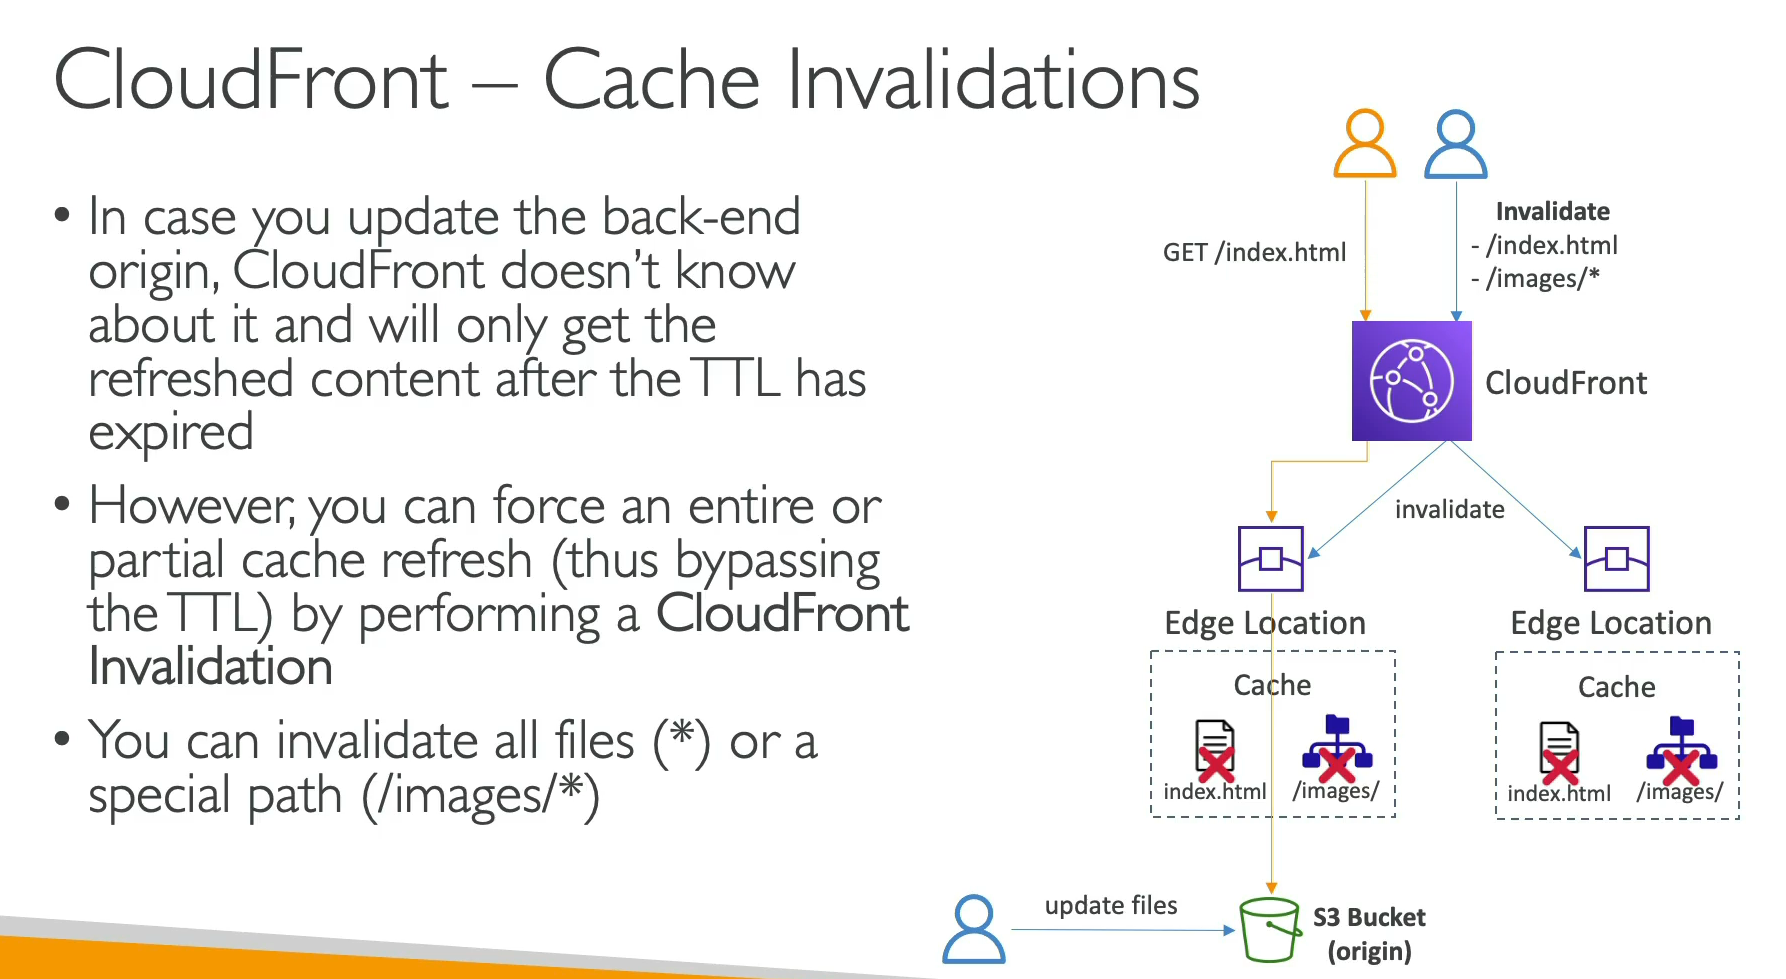 CloudFront – Cache Invalidations
• In case you update the back-end
origin, CloudFront doesn't know
about it and will only get the
refreshed content after the TTL has
expired
• However, you can force an entire or
partial cache refresh (thus bypassing
the TTL) by performing a CloudFront
Invalidation
• You can invalidate all files (*) or a
special path (/images/*)
GET /index.html
Invalidate
- /index.html
- /images/*
CloudFront
invalidate
Edge Location
Cache
index.html
/images/
Edge Location
Cache
index.html
/images/
update files
S3 Bucket
(origin)